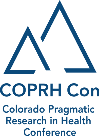 COPRH Con
Colorado Pragmatic
Research in Health
Conference